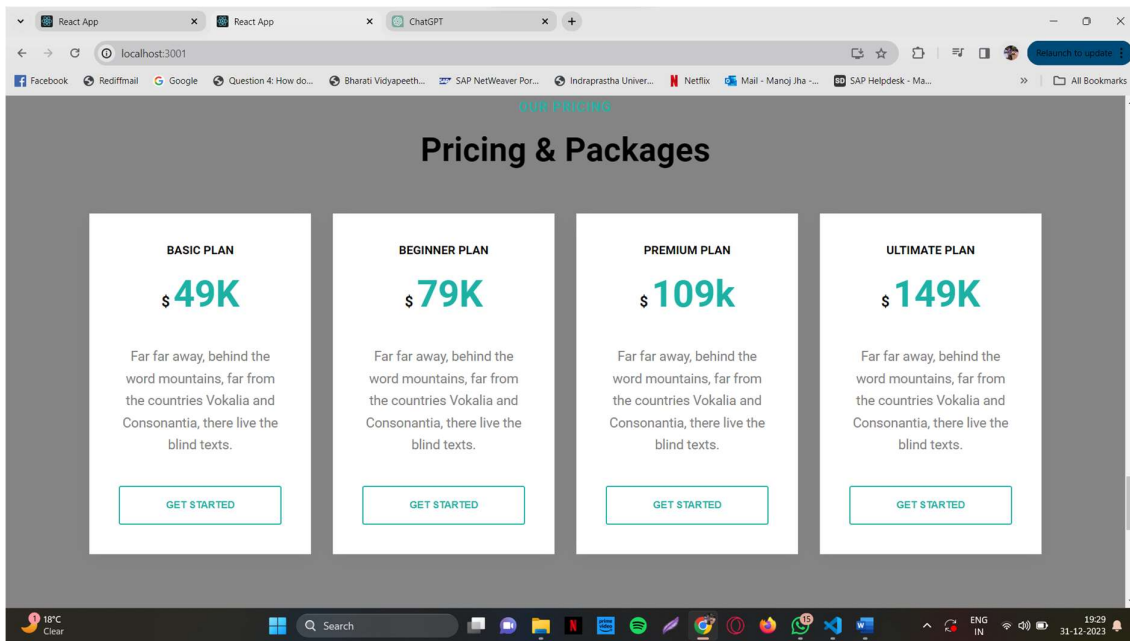 React App
React App
ChatGPT
localhost:3001
Relaunch to update
Facebook
Rediffmail
Google
Question 4: How do...
Bharati Vidyapeeth...
SAP NetWeaver Por...
Indraprastha Univer...
Netflix
Mail - Manoj Jha -...
SAP Helpdesk - Ma...
All Bookmarks
OUR PRICING
Pricing & Packages
BASIC PLAN
$ 49K
Far far away, behind the
word mountains, far from
the countries Vokalia and
Consonantia, there live the
blind texts.
GET STARTED
BEGINNER PLAN
$ 79K
Far far away, behind the
word mountains, far from
the countries Vokalia and
Consonantia, there live the
blind texts.
GET STARTED
PREMIUM PLAN
$ 109k
Far far away, behind the
word mountains, far from
the countries Vokalia and
Consonantia, there live the
blind texts.
GET STARTED
ULTIMATE PLAN
$ 149K
Far far away, behind the
word mountains, far from
the countries Vokalia and
Consonantia, there live the
blind texts.
GET STARTED
1
18°C
Clear
Search
prime video
15
ENG
IN
19:29
31-12-2023